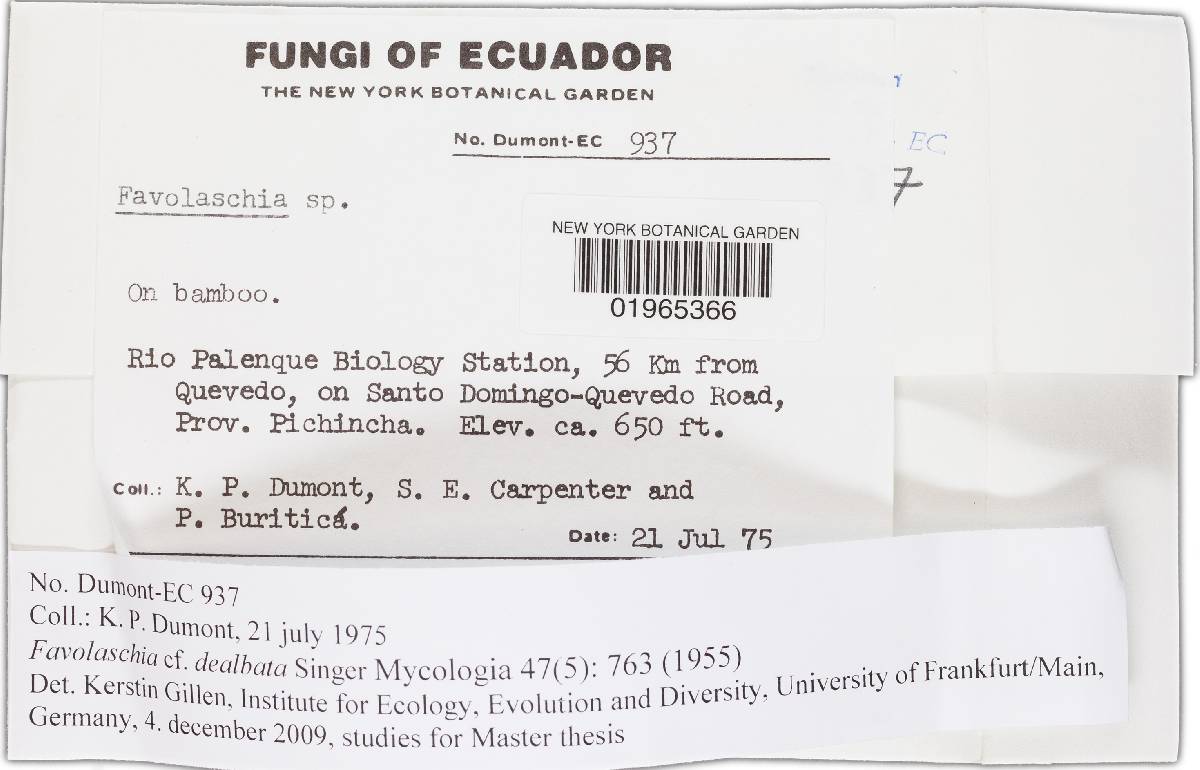 FUNGI OF ECUADOR
THE NEW YORK BOTANICAL GARDEN
No. Dumont-EC 937
EC
7
Favolaschia sp.
NEW YORK BOTANICAL GARDEN
01965366
On bamboo.
Rio Palenque Biology Station, 56 Km from
Quevedo, on Santo Domingo-Quevedo Road,
Prov. Pichincha. Elev. ca. 650 ft.
Coll.: K. P. Dumont, S. E. Carpenter and
P. Buriticá.
Date: 21 Jul 75
No. Dumont-EC 937
Coll.: K. P. Dumont, 21 july 1975
Favolaschia cf. dealbata Singer Mycologia 47(5): 763 (1955)
Det. Kerstin Gillen, Institute for Ecology, Evolution and Diversity, University of Frankfurt/Main,
Germany, 4. december 2009, studies for Master thesis